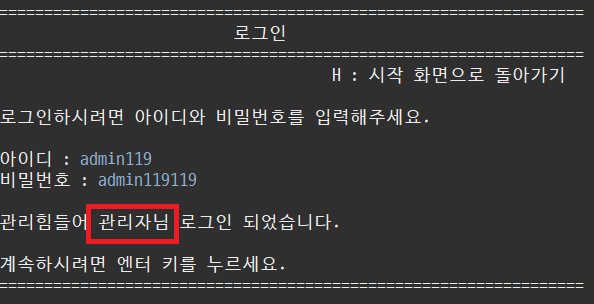 =================================================================
로그인
=================================================================
H : 시작 화면으로 돌아가기
로그인하시려면 아이디와 비밀번호를 입력해주세요.
아이디 : admin119
비밀번호 : admin119119
관리힘들어 관리자님 로그인 되었습니다.
계속하시려면 엔터 키를 누르세요.
=================================================================